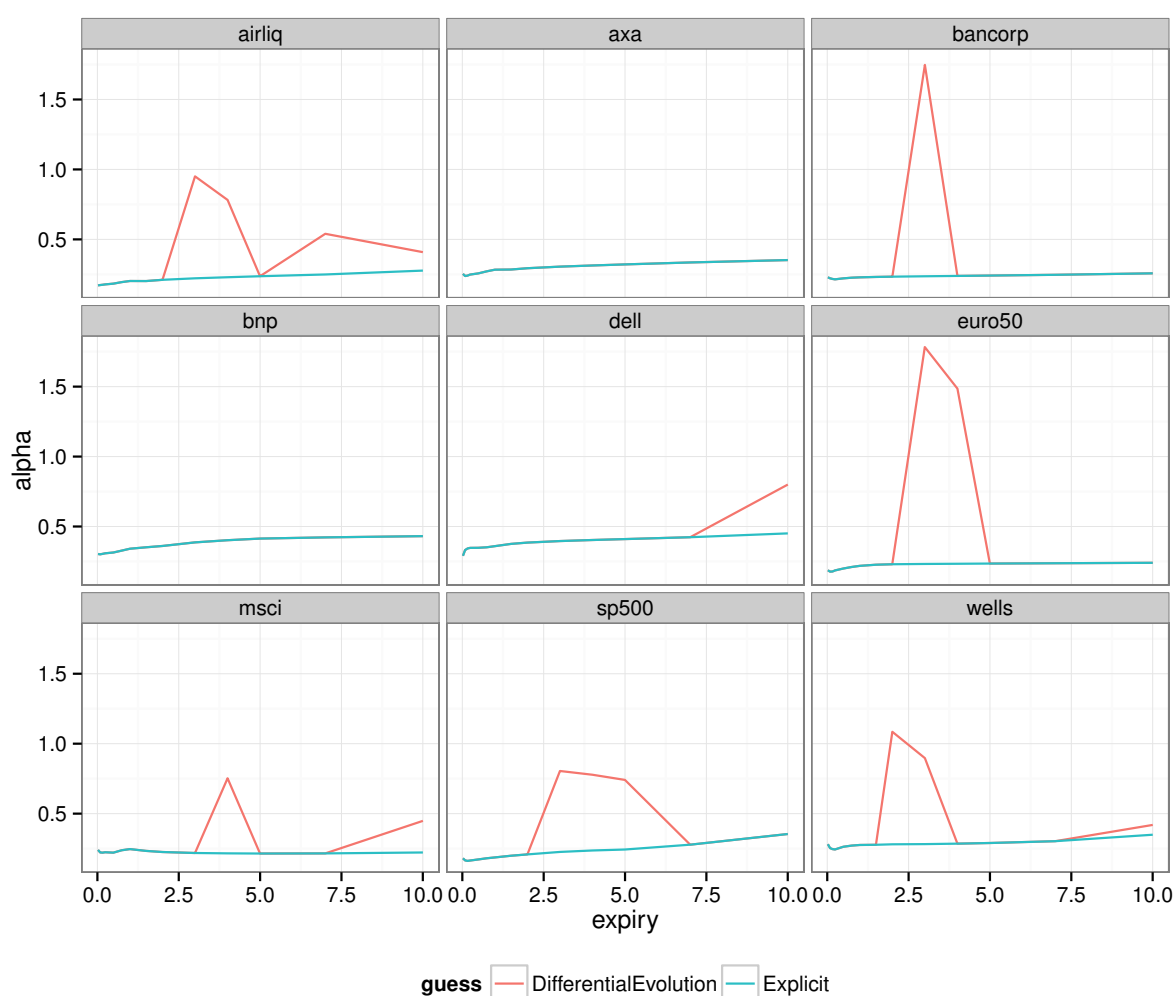 airliq axa bancorp
1.5
1.0
0.5
bnp dell euro50
1.5
1.0
0.5
alpha
msci sp500 wells
1.5
1.0
0.5
0.0 2.5 5.0 7.5 10.0 0.0 2.5 5.0 7.5 10.0 0.0 2.5 5.0 7.5 10.0
expiry
guess DifferentialEvolution Explicit